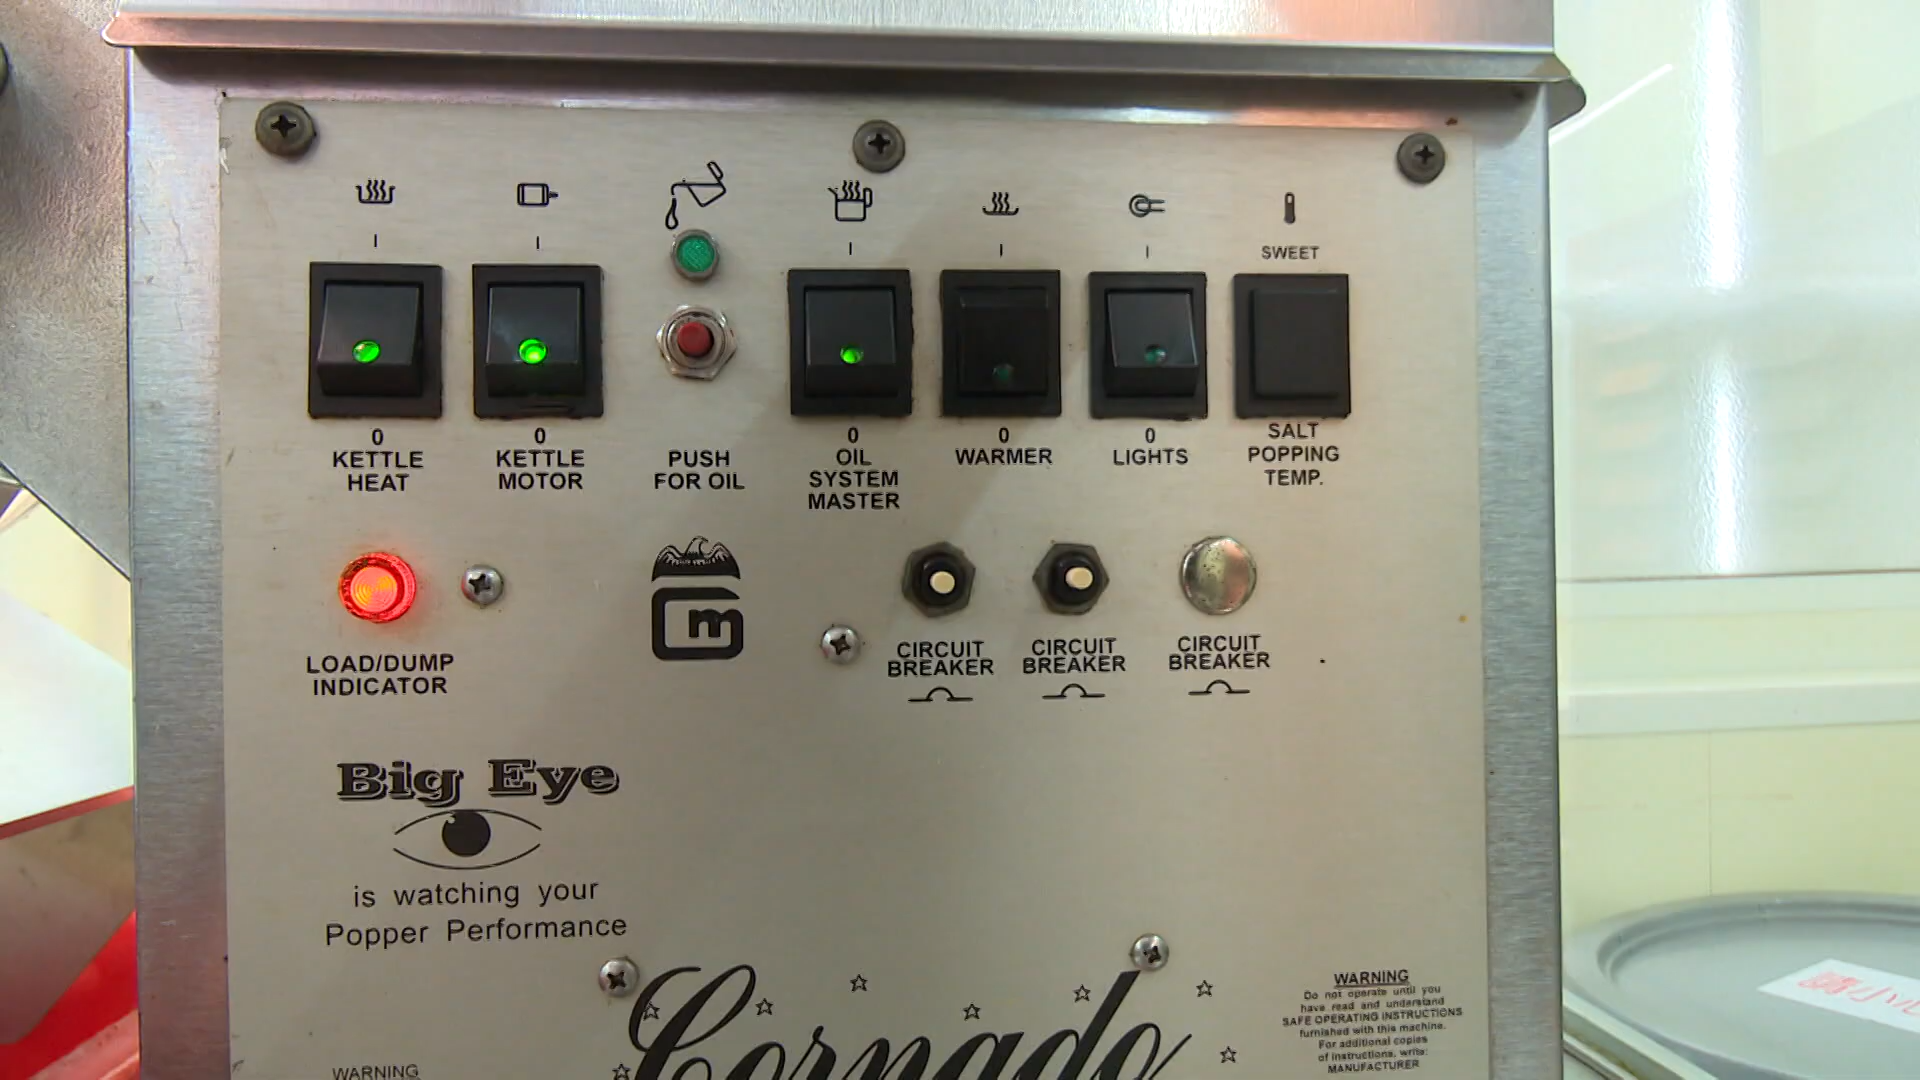 I
I
I
I
I
SWEET
0
KETTLE
HEAT
0
KETTLE
MOTOR
PUSH
FOR OIL
0
OIL
SYSTEM
MASTER
0
WARMER
0
LIGHTS
SALT
POPPING
TEMP.
LOAD/DUMP
INDICATOR
m
CIRCUIT
BREAKER
CIRCUIT
BREAKER
CIRCUIT
BREAKER
Big Eye
is watching your
Popper Performance
Cornado
WARNING
Do not operate until you
have read and understand
SAFE OPERATING INSTRUCTIONS
furnished with this machine.
For additional copies
of instructions, write:
MANUFACTURER
WARNING